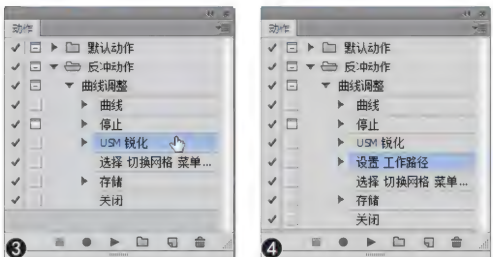 动作
默认动作
反冲动作
曲线调整
曲线
停止
USM 锐化
选择 切换网格 菜单...
存储
关闭
3
动作
默认动作
反冲动作
曲线调整
曲线
停止
USM 锐化
设置 工作路径
选择 切换网格 菜单...
存储
关闭
4